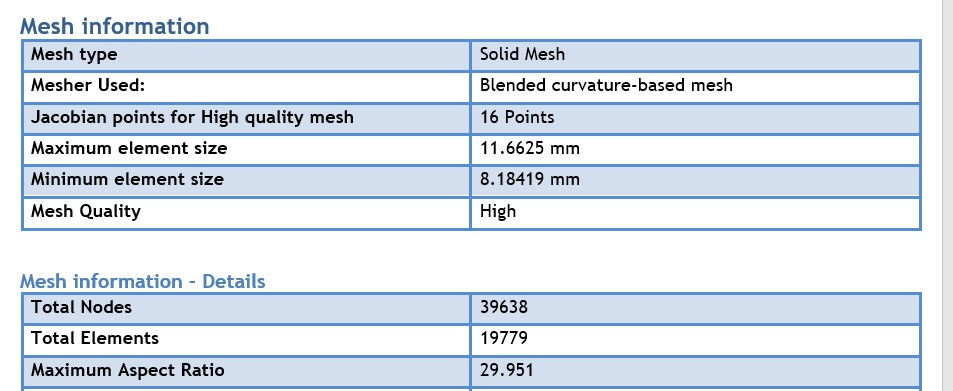 Mesh information
Mesh type Solid Mesh
Mesher Used: Blended curvature-based mesh
Jacobian points for High quality mesh 16 Points
Maximum element size 11.6625 mm
Minimum element size 8.18419 mm
Mesh Quality High
Mesh information - Details
Total Nodes 39638
Total Elements 19779
Maximum Aspect Ratio 29.951